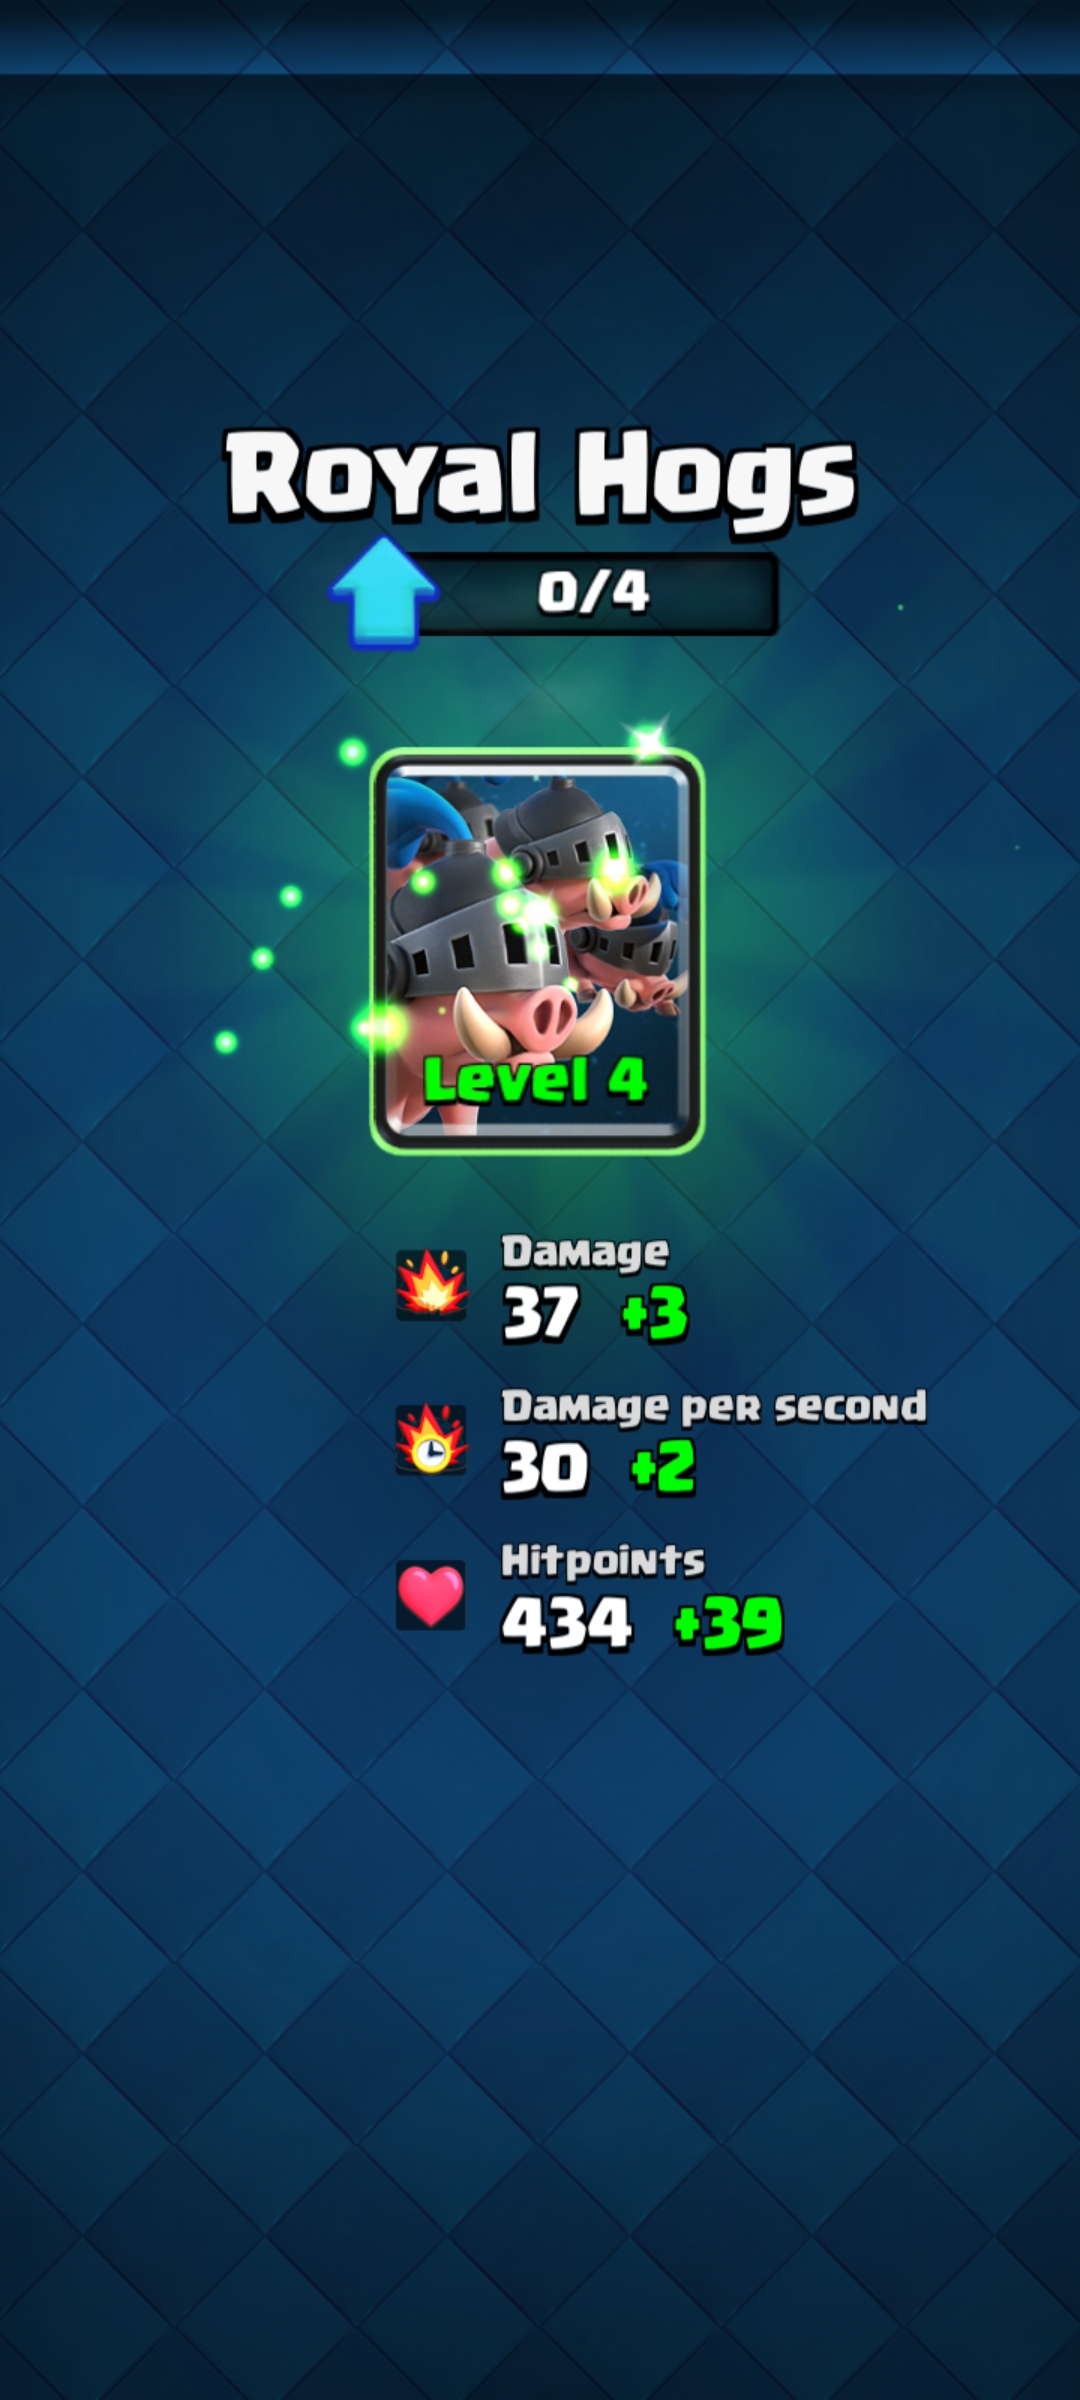 Royal Hogs
0/4
Level 4
Damage
37 +3
Damage per second
30 +2
Hitpoints
434 +39